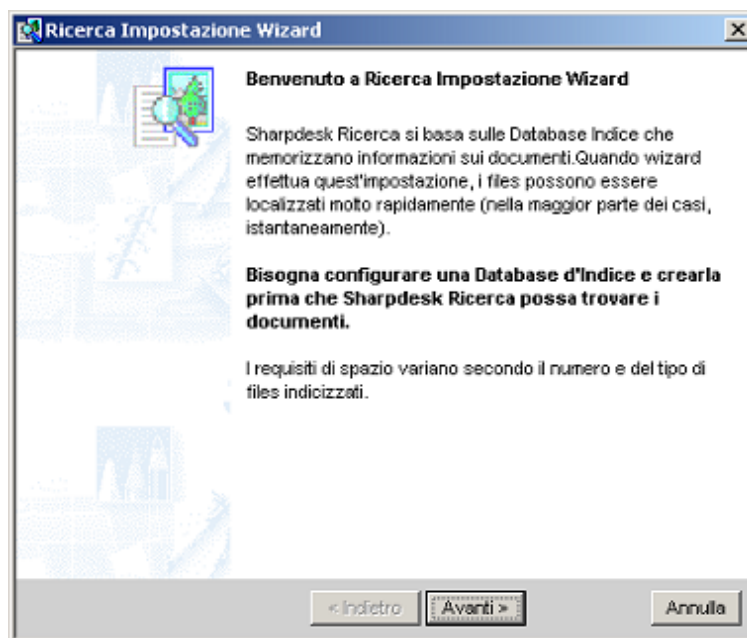 Ricerca Impostazione Wizard
Benvenuto a Ricerca Impostazione Wizard
Sharpdesk Ricerca si basa sulle Database Indice che
memorizzano informazioni sui documenti.Quando wizard
effettua quest'impostazione, i files possono essere
localizzati molto rapidamente (nella maggior parte dei casi,
istantaneamente).
Bisogna configurare una Database d'Indice e crearla
prima che Sharpdesk Ricerca possa trovare i
documenti.
I requisiti di spazio variano secondo il numero e del tipo di
files indicizzati.
< Indietro Avanti > Annulla